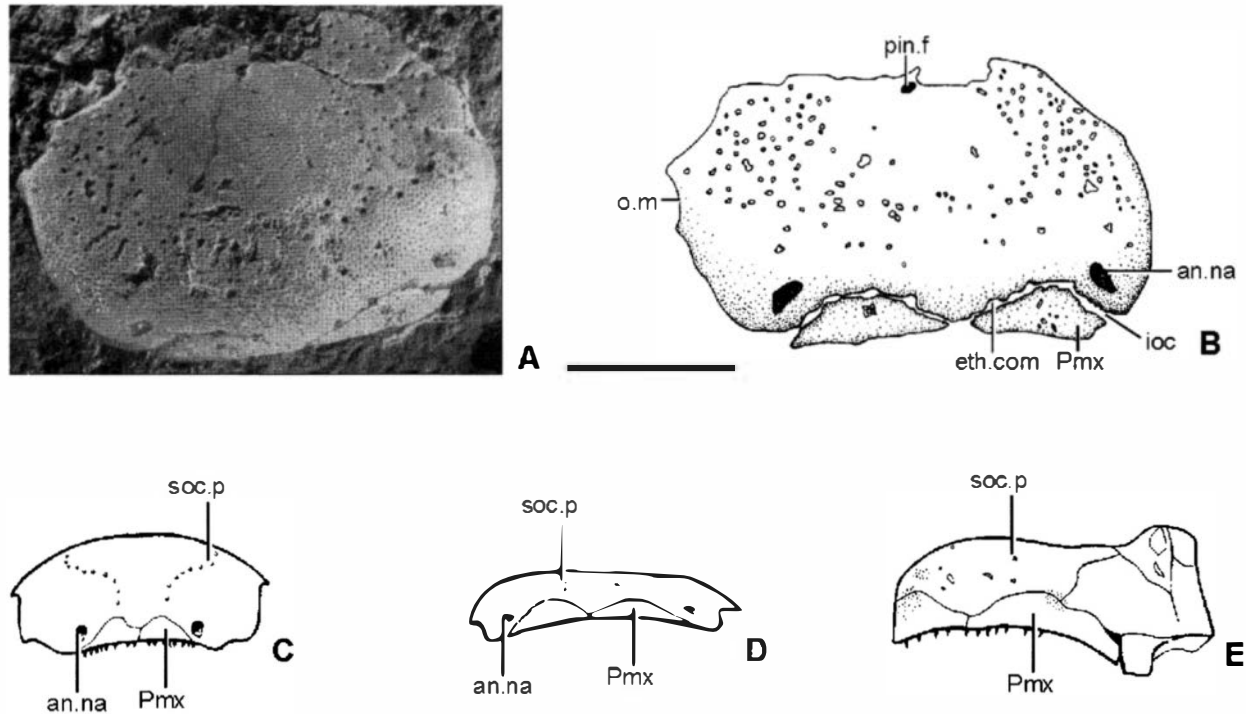 pin.f
o.m
an.na
ioc
eth.com Pmx
A
B
soc.p
an.na Pmx
C
soc.p
an.na
Pmx
D
soc.p
Pmx
E